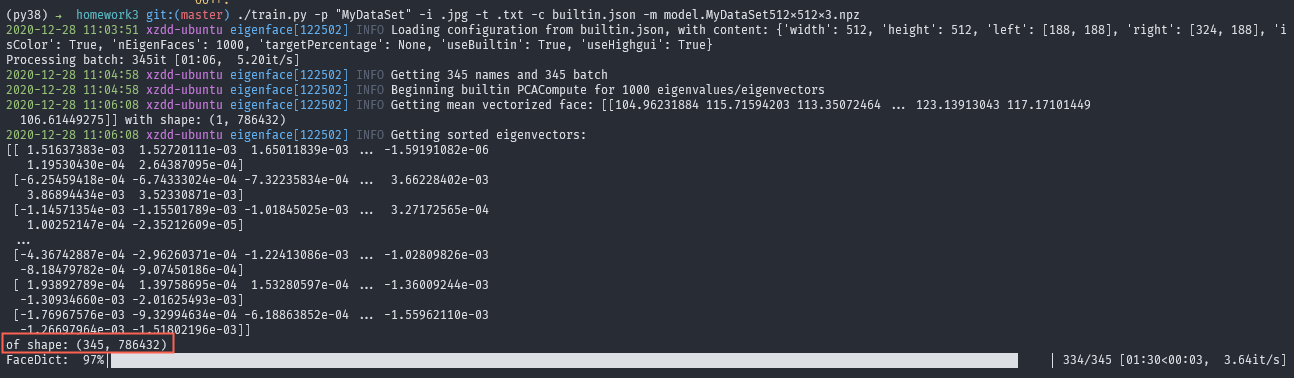 (py38) → homework3 git:(master) ./train.py -p "MyDataSet" -i .jpg -t .txt -c builtin.json -m model.MyDataSet512×512×3.npz
2020-12-28 11:03:51 xzdd-ubuntu eigenface[122502] INFO Loading configuration from builtin.json, with content: {'width': 512, 'height': 512, 'left': [188, 188], 'right': [324, 188], 'i
sColor': True, 'nEigenFaces': 1000, 'targetPercentage': None, 'useBuiltin': True, 'useHighgui': True}
Processing batch: 345it [01:06,  5.20it/s]
2020-12-28 11:04:58 xzdd-ubuntu eigenface[122502] INFO Getting 345 names and 345 batch
2020-12-28 11:04:58 xzdd-ubuntu eigenface[122502] INFO Beginning builtin PCACompute for 1000 eigenvalues/eigenvectors
2020-12-28 11:06:08 xzdd-ubuntu eigenface[122502] INFO Getting mean vectorized face: [[104.96231884 115.71594203 113.35072464 ... 123.13913043 117.17101449
  106.61449275]] with shape: (1, 786432)
2020-12-28 11:06:08 xzdd-ubuntu eigenface[122502] INFO Getting sorted eigenvectors:
[[ 1.51637383e-03  1.52720111e-03  1.65011839e-03 ... -1.59191082e-06
   1.19530430e-04  2.64387095e-04]
 [-6.25459418e-04 -6.74333024e-04 -7.32235834e-04 ...  3.66228402e-03
   3.86894434e-03  3.52330871e-03]
 [-1.14571354e-03 -1.15501789e-03 -1.01845025e-03 ...  3.27172565e-04
   1.00252147e-04 -2.35212609e-05]
 ...
 [-4.36742887e-04 -2.96260371e-04 -1.22413086e-03 ... -1.02809826e-03
  -8.18479782e-04 -9.07450186e-04]
 [ 1.93892789e-04  1.39758695e-04  1.53280597e-04 ... -1.36009244e-03
  -1.30934660e-03 -2.01625493e-03]
 [-1.76967576e-03 -9.32994634e-04 -6.18863852e-04 ... -1.55962110e-03
  -1.26697964e-03 -1.51802196e-03]]
of shape: (345, 786432)
FaceDict:  97%| | 334/345 [01:30<00:03,  3.64it/s]